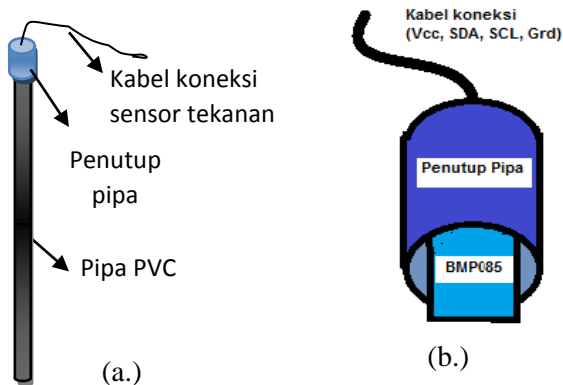 Kabel koneksi
sensor tekanan
Penutup
pipa
Pipa PVC
(a.)
Kabel koneksi
(Vcc, SDA, SCL, Grd)
Penutup Pipa
BMP085
(b.)